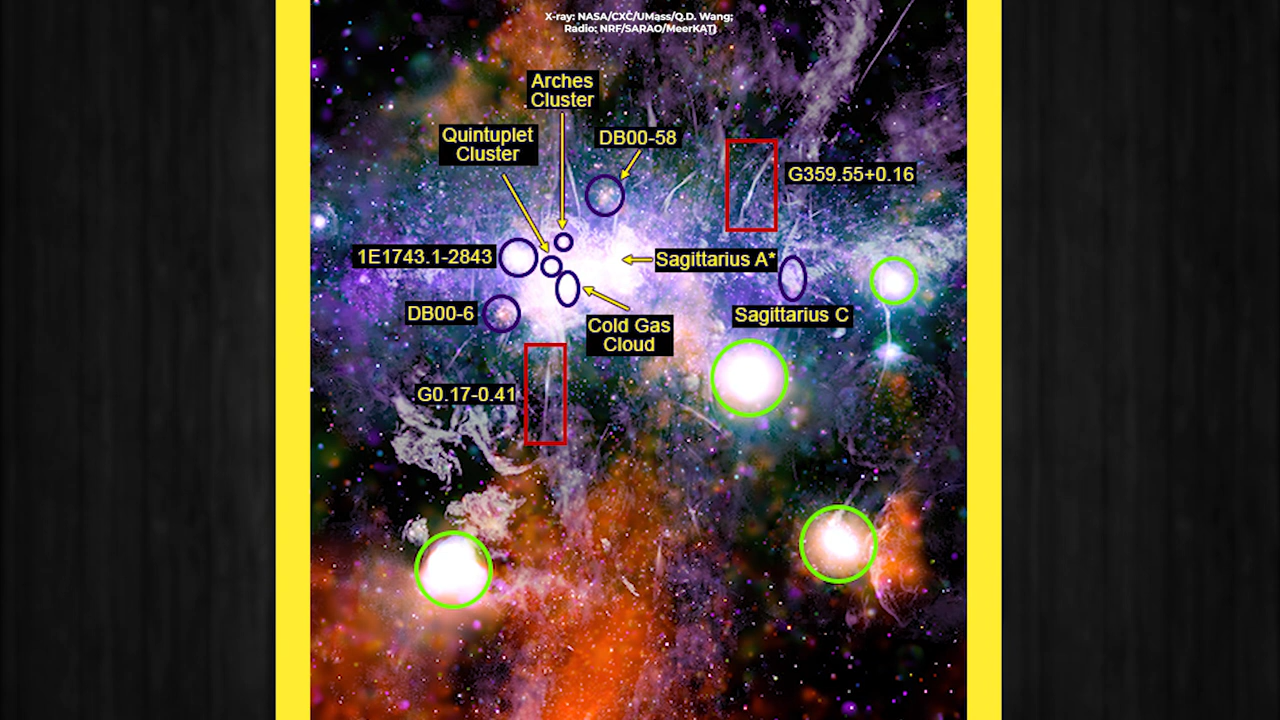 X-ray: NASA/CXC/UMass/Q.D. Wang;
Radio: NRF/SARAO/MeerKAT)
Arches
Cluster
Quintuplet
Cluster
DB00-58
G359.55+0.16
1E1743.1-2843
Sagittarius A*
DB00-6
Sagittarius C
Cold Gas
Cloud
G0.17-0.41